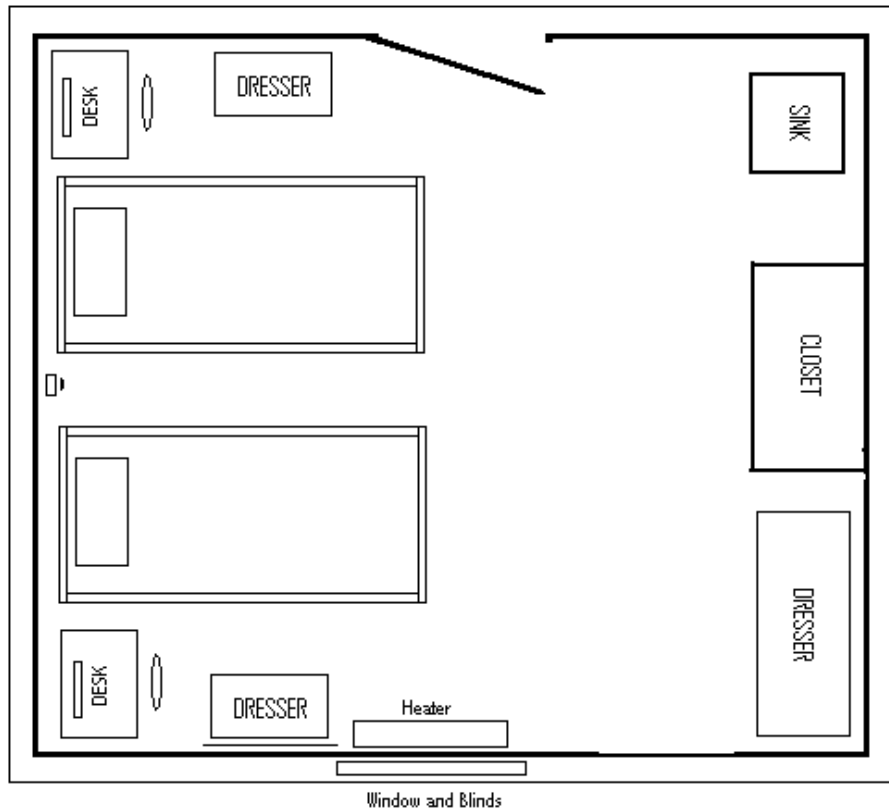 DESK
DRESSER
SINK
CLOSET
DRESSER
DESK
DRESSER
Heater
Window and Blinds